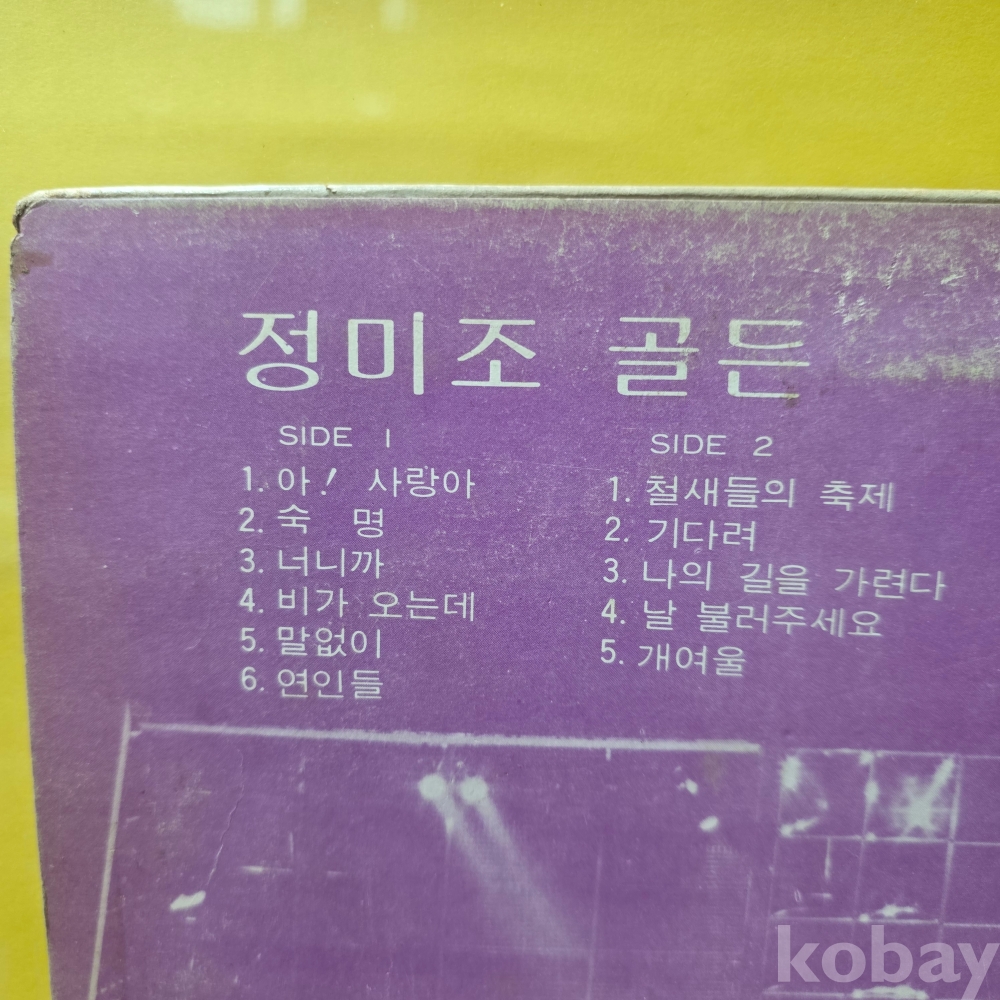 정미조 골든
SIDE 1
1. 아! 사랑아
2. 숙 명
3. 너니까
4. 비가 오는데
5. 말없이
6. 연인들
SIDE 2
1. 철새들의 축제
2. 기다려
3. 나의 길을 가련다
4. 날 불러주세요
5. 개여울
kobay